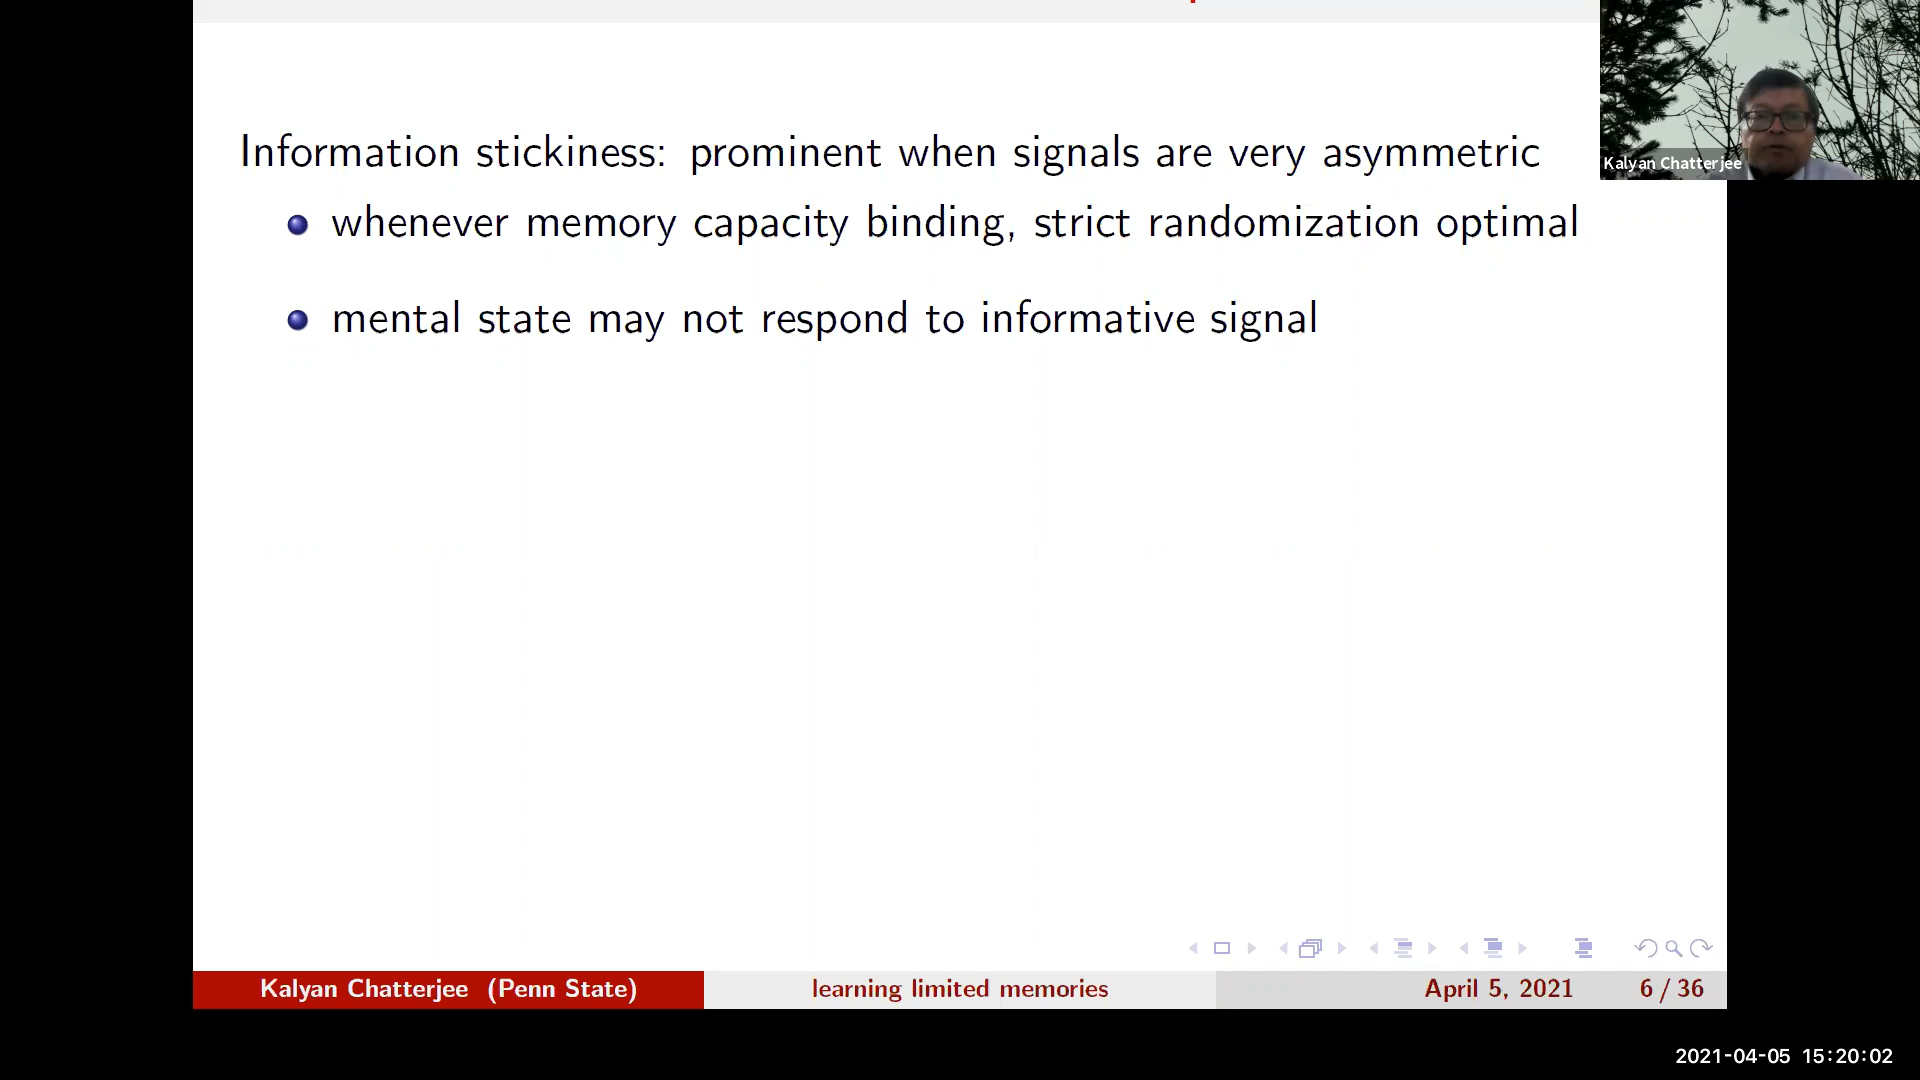 Information stickiness: prominent when signals are very asymmetric
whenever memory capacity binding, strict randomization optimal
mental state may not respond to informative signal
Kalyan Chatterjee
Kalyan Chatterjee (Penn State)
learning limited memories
April 5, 2021
6 / 36
2021-04-05 15:20:02